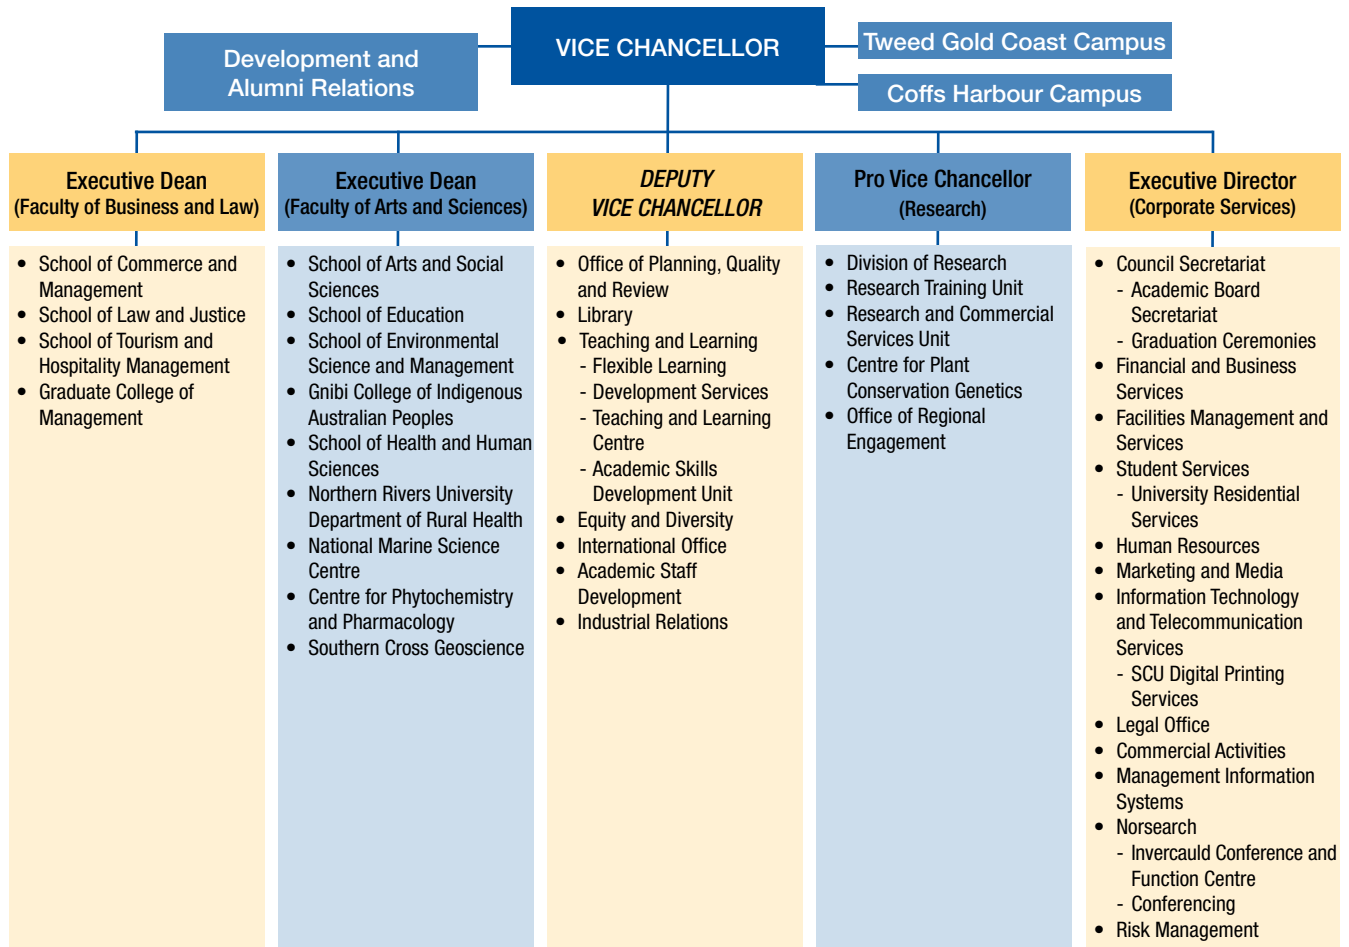 VICE CHANCELLOR
Development and
Alumni Relations
Tweed Gold Coast Campus
Coffs Harbour Campus
Executive Dean
(Faculty of Business and Law)
• School of Commerce and
Management
• School of Law and Justice
• School of Tourism and
Hospitality Management
• Graduate College of
Management
Executive Dean
(Faculty of Arts and Sciences)
• School of Arts and Social
Sciences
• School of Education
• School of Environmental
Science and Management
• Gnibi College of Indigenous
Australian Peoples
• School of Health and Human
Sciences
• Northern Rivers University
Department of Rural Health
• National Marine Science
Centre
• Centre for Phytochemistry
and Pharmacology
• Southern Cross Geoscience
DEPUTY
VICE CHANCELLOR
• Office of Planning, Quality
and Review
• Library
• Teaching and Learning
- Flexible Learning
- Development Services
- Teaching and Learning
Centre
- Academic Skills
Development Unit
• Equity and Diversity
• International Office
• Academic Staff
Development
• Industrial Relations
Pro Vice Chancellor
(Research)
• Division of Research
• Research Training Unit
• Research and Commercial
Services Unit
• Centre for Plant
Conservation Genetics
• Office of Regional
Engagement
Executive Director
(Corporate Services)
• Council Secretariat
- Academic Board
Secretariat
- Graduation Ceremonies
• Financial and Business
Services
• Facilities Management and
Services
• Student Services
- University Residential
Services
• Human Resources
• Marketing and Media
• Information Technology
and Telecommunication
Services
- SCU Digital Printing
Services
• Legal Office
• Commercial Activities
• Management Information
Systems
• Norsearch
- Invercauld Conference and
Function Centre
- Conferencing
• Risk Management